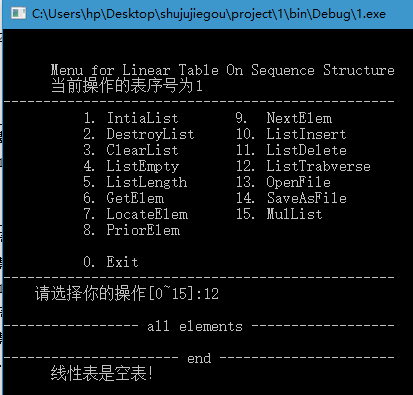 C:\Users\hp\Desktop\shujujiegou\project\1\bin\Debug\1.exe
Menu for Linear Table On Sequence Structure
当前操作的表序号为1
------------------------------------------------
1. IntiaList 9. NextElem
2. DestroyList 10. ListInsert
3. ClearList 11. ListDelete
4. ListEmpty 12. ListTrabverse
5. ListLength 13. OpenFile
6. GetElem 14. SaveAsFile
7. LocateElem 15. MulList
8. PriorElem
0. Exit
------------------------------------------------
请选择你的操作[0~15]:12
----------------- all elements -----------------
---------------------- end ---------------------
线性表是空表!